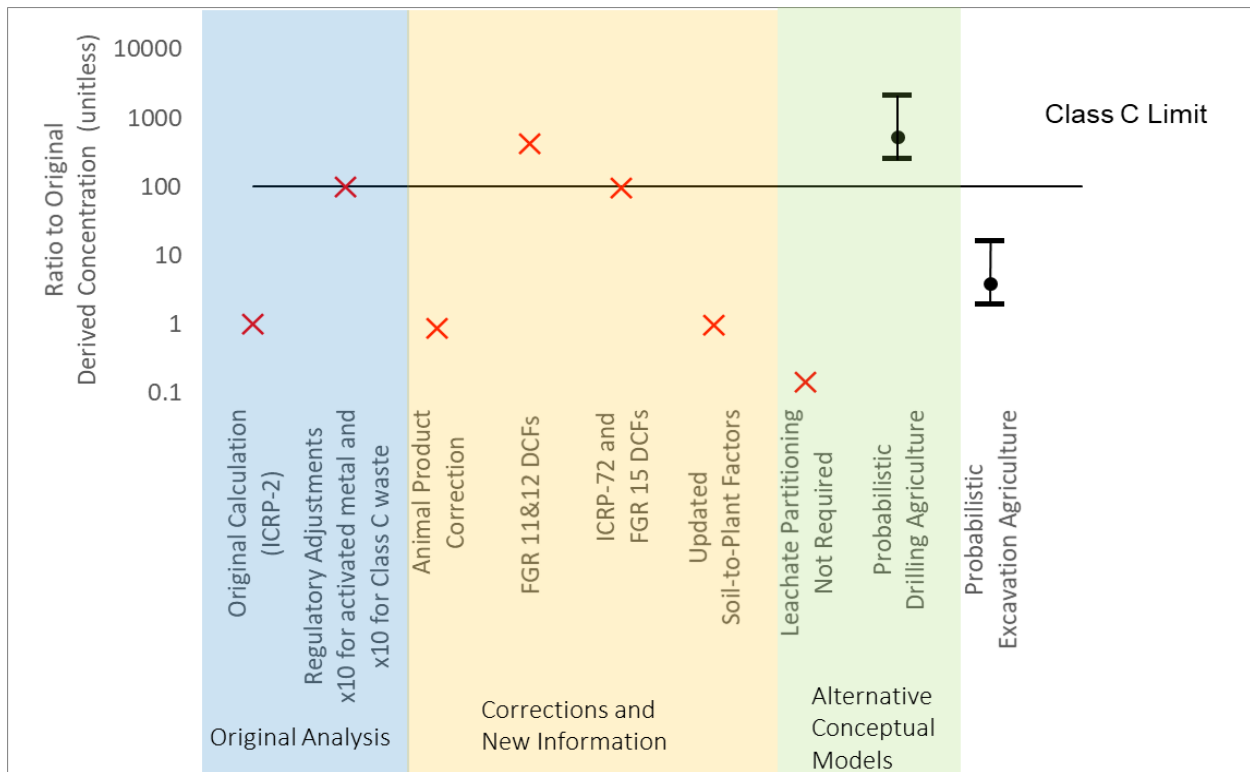 Ratio to Original
Derived Concentration (unitless)
10000
1000
100
10
1
0.1
Class C Limit
Original Calculation
(ICRP-2)
Regulatory Adjustments
x10 for activated metal and
x10 for Class C waste
Animal Product
Correction
FGR 11&12 DCFs
ICRP-72 and
FGR 15 DCFs
Updated
Soil-to-Plant Factors
Leachate Partitioning
Not Required
Probabilistic
Drilling Agriculture
Probabilistic
Excavation Agriculture
Original Analysis
Corrections and
New Information
Alternative
Conceptual
Models